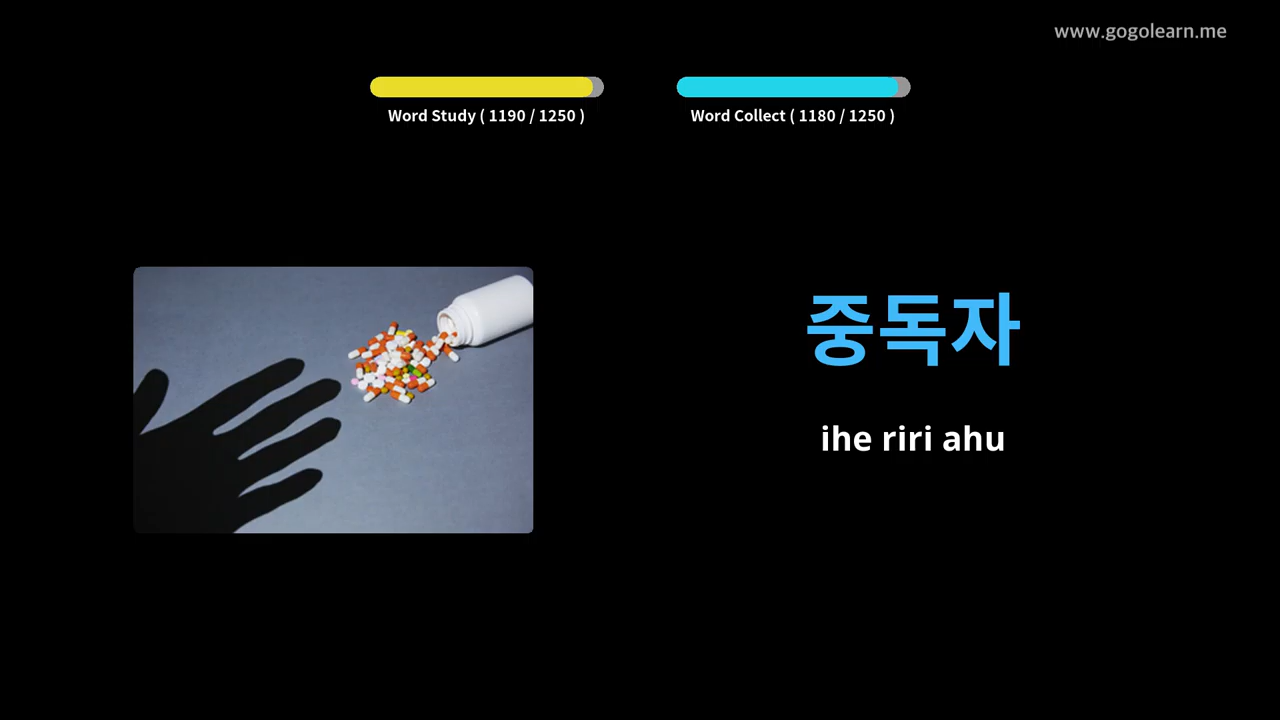 www.gogolearn.me
Word Study ( 1190 / 1250 )
Word Collect ( 1180 / 1250 )
중독자
ihe riri ahu